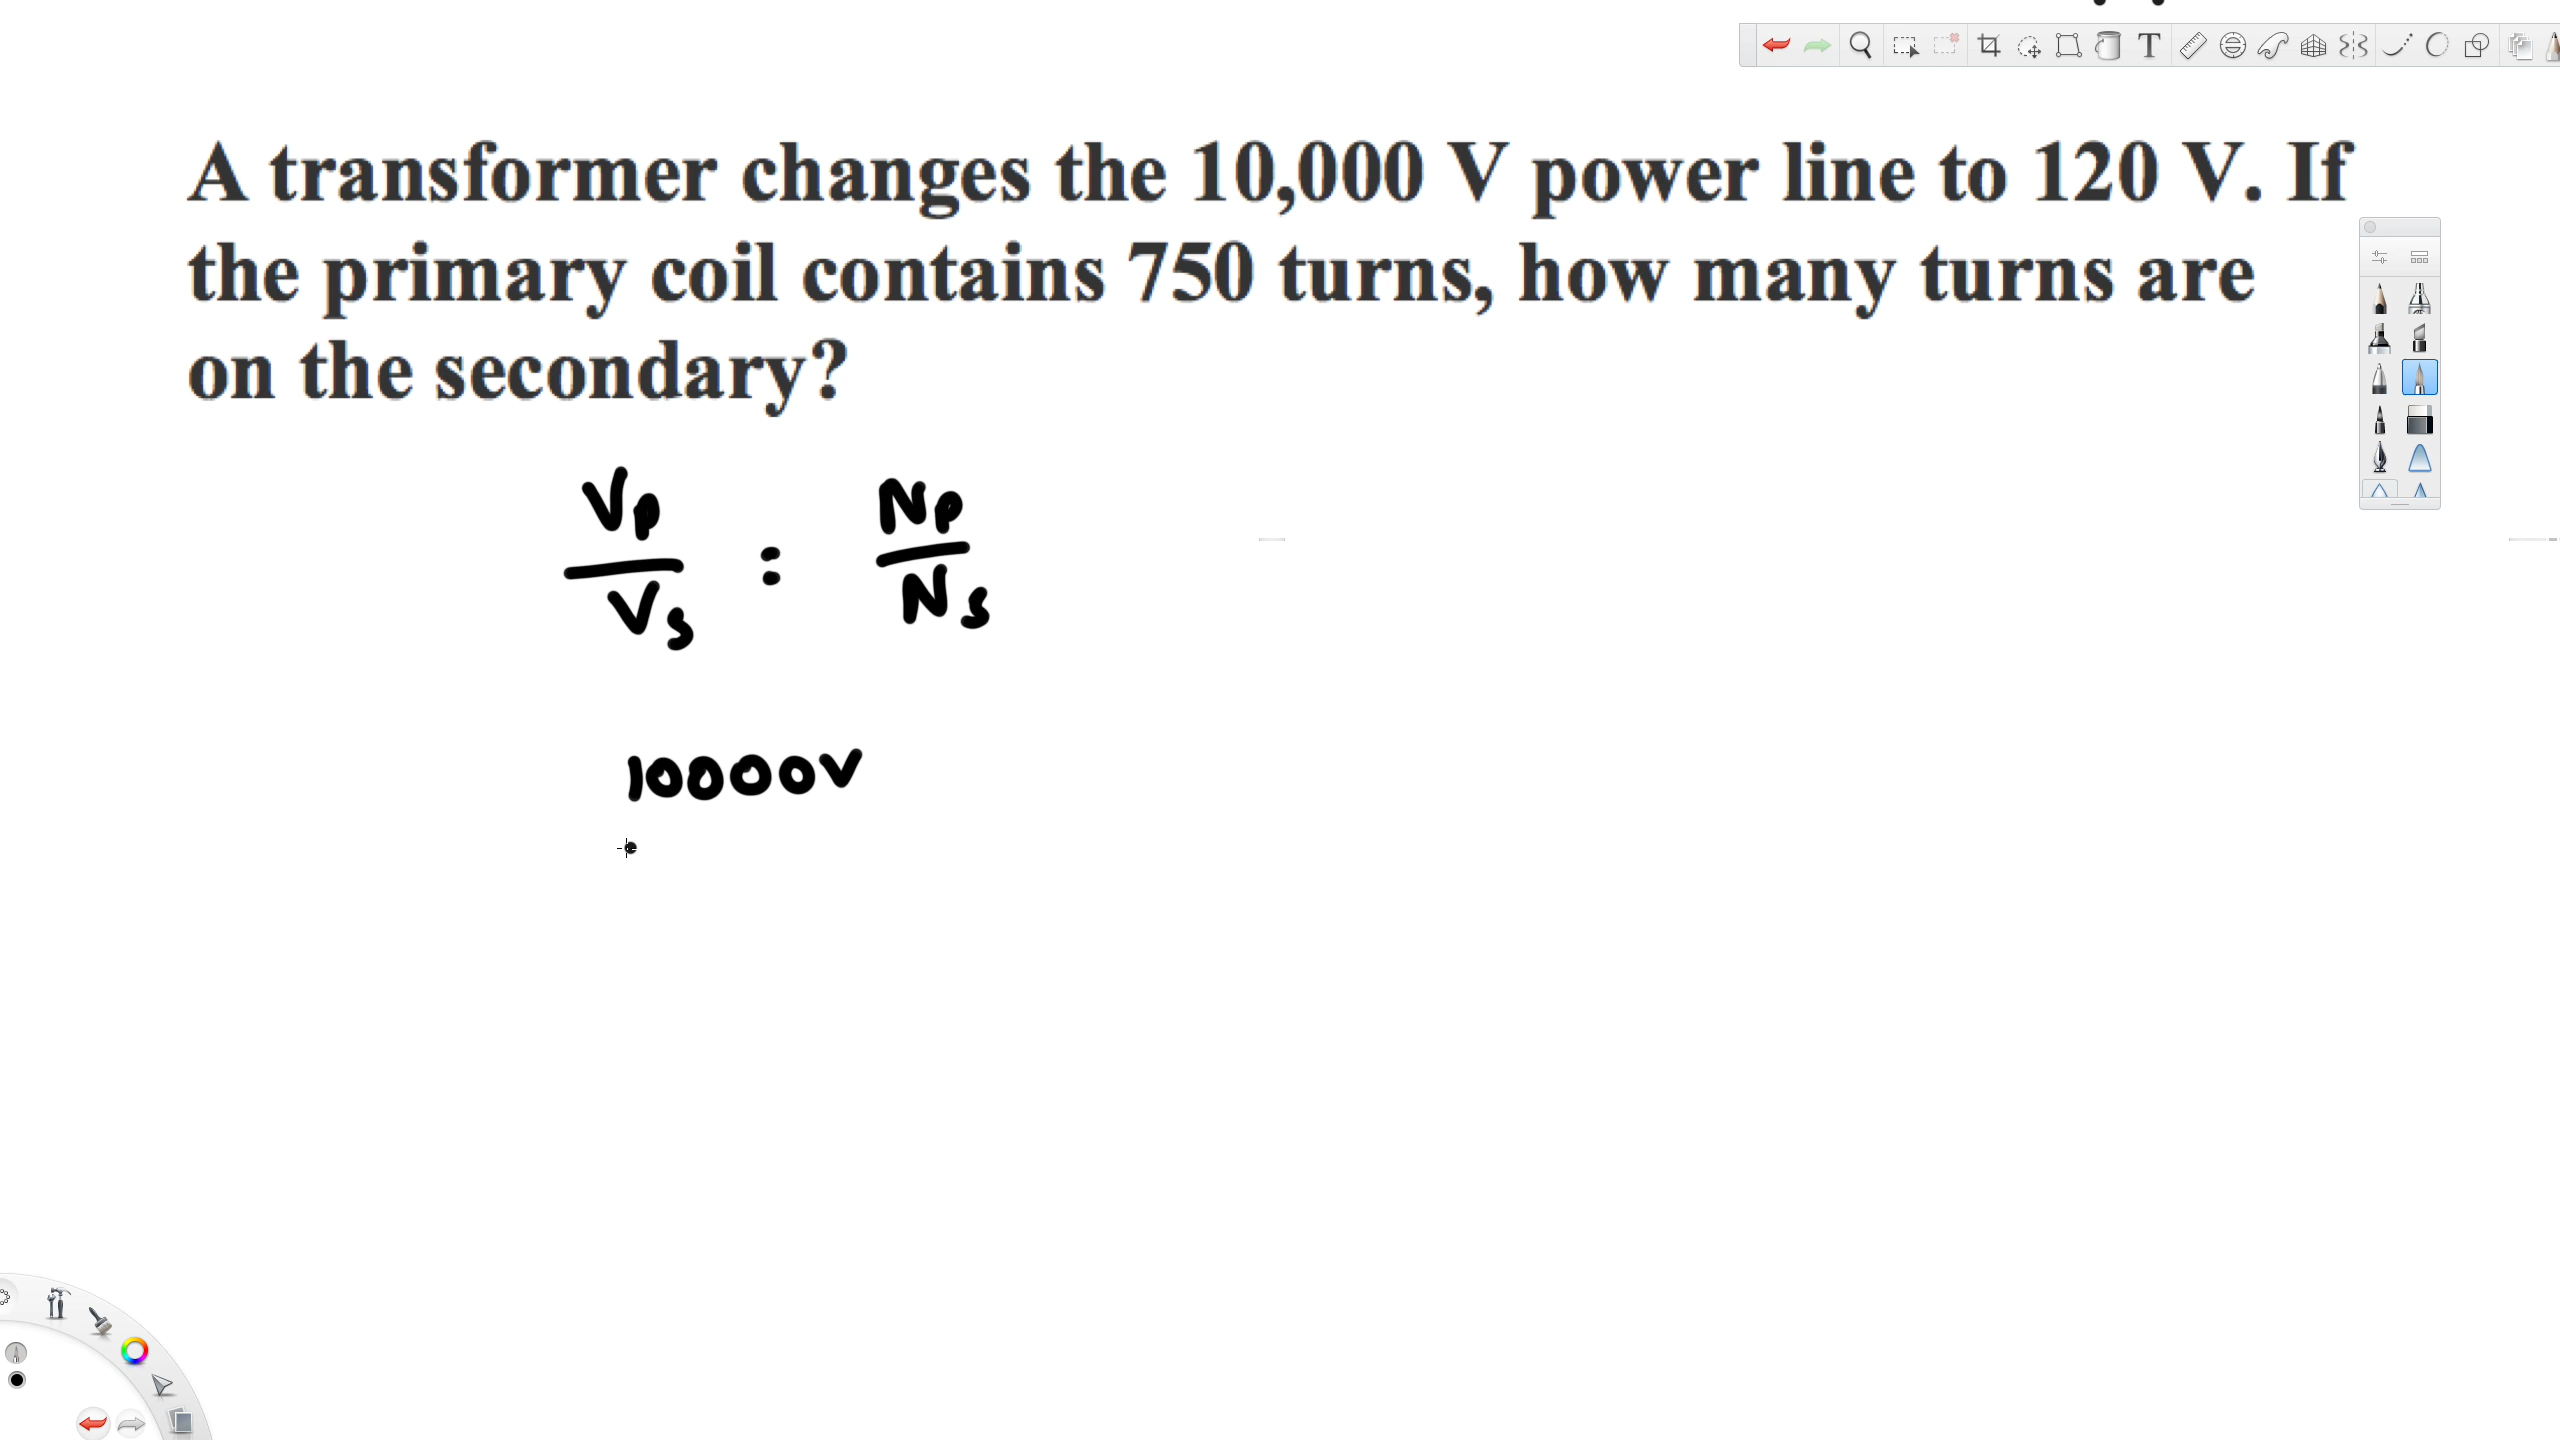 A transformer changes the 10,000 V power line to 120 V. If
the primary coil contains 750 turns, how many turns are
on the secondary?
Vp / Vs = Np / Ns
10000V